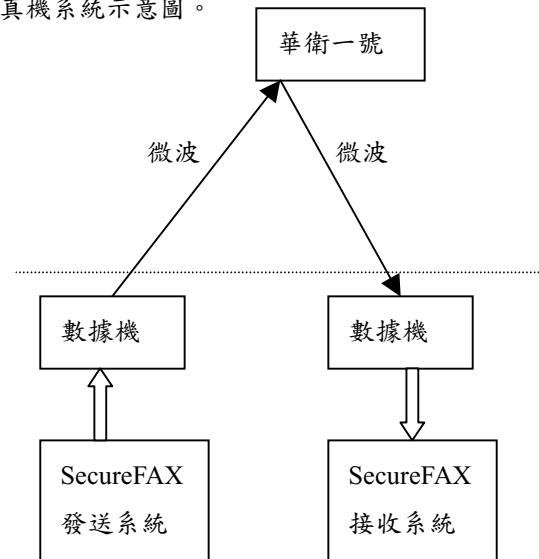 真機系統示意圖。
華衛一號
微波 微波
數據機 數據機
SecureFAX SecureFAX
發送系統 接收系統